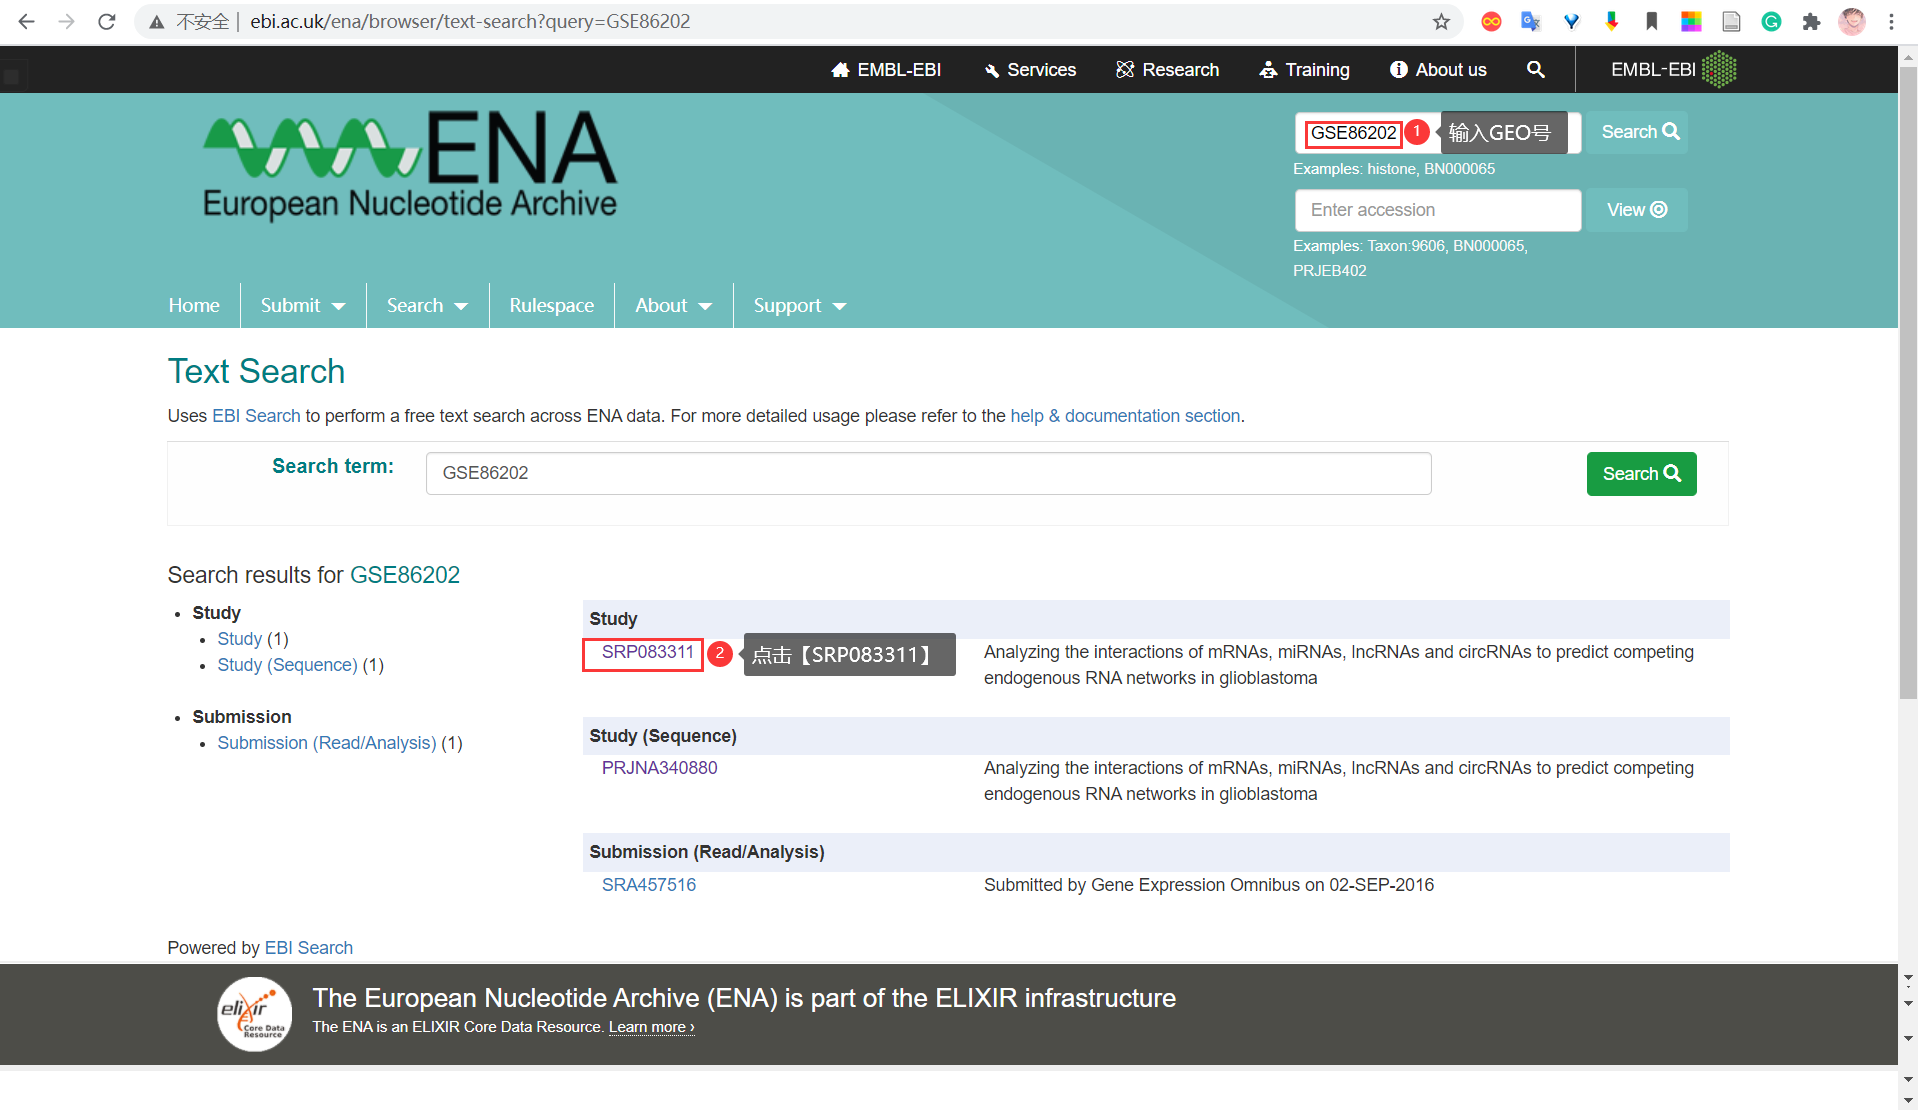 不安全 | ebi.ac.uk/ena/browser/text-search?query=GSE86202
EMBL-EBI Services Research Training About us EMBL-EBI
ENA
European Nucleotide Archive
GSE86202 1 输入GEO号 Search
Examples: histone, BN000065
Enter accession View
Examples: Taxon:9606, BN000065,
PRJEB402
Home Submit Search Rulespace About Support
Text Search
Uses EBI Search to perform a free text search across ENA data. For more detailed usage please refer to the help & documentation section.
Search term: GSE86202 Search
Search results for GSE86202
Study
Study (1)
Study (Sequence) (1)
Submission
Submission (Read/Analysis) (1)
Study
SRP083311 2 点击【SRP083311】 Analyzing the interactions of mRNAs, miRNAs, lncRNAs and circRNAs to predict competing
endogenous RNA networks in glioblastoma
Study (Sequence)
PRJNA340880 Analyzing the interactions of mRNAs, miRNAs, lncRNAs and circRNAs to predict competing
endogenous RNA networks in glioblastoma
Submission (Read/Analysis)
SRA457516 Submitted by Gene Expression Omnibus on 02-SEP-2016
Powered by EBI Search
elixir
Core Data
Resource
The European Nucleotide Archive (ENA) is part of the ELIXIR infrastructure
The ENA is an ELIXIR Core Data Resource. Learn more ›